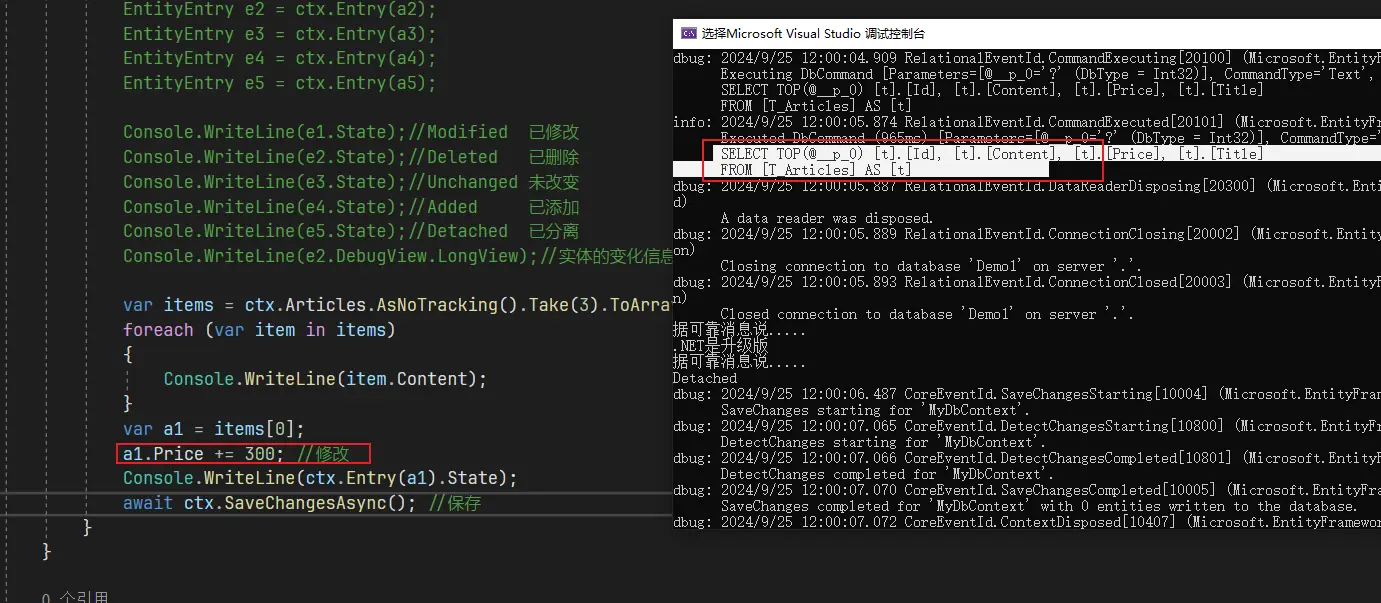 EntityEntry e2 = ctx.Entry(a2);
EntityEntry e3 = ctx.Entry(a3);
EntityEntry e4 = ctx.Entry(a4);
EntityEntry e5 = ctx.Entry(a5);
Console.WriteLine(e1.State);//Modified 已修改
Console.WriteLine(e2.State);//Deleted 已删除
Console.WriteLine(e3.State);//Unchanged 未改变
Console.WriteLine(e4.State);//Added 已添加
Console.WriteLine(e5.State);//Detached 已分离
Console.WriteLine(e2.DebugView.LongView);//实体的变化信息
var items = ctx.Articles.AsNoTracking().Take(3).ToArra
foreach (var item in items)
{
Console.WriteLine(item.Content);
}
var a1 = items[0];
a1.Price += 300; //修改
Console.WriteLine(ctx.Entry(a1).State);
await ctx.SaveChangesAsync(); //保存
}
}
0 个引用
选择Microsoft Visual Studio 调试控制台
dbug: 2024/9/25 12:00:04.909 RelationalEventId.CommandExecuting[20100] (Microsoft.EntityF
Executing DbCommand [Parameters=[@__p_0='?' (DbType = Int32)], CommandType='Text',
SELECT TOP(@__p_0) [t].[Id], [t].[Content], [t].[Price], [t].[Title]
FROM [T_Articles] AS [t]
info: 2024/9/25 12:00:05.874 RelationalEventId.CommandExecuted[20101] (Microsoft.EntityFr
Executed DbCommand (965ms) [Parameters=[@__p_0='?' (DbType = Int32)], CommandType=
SELECT TOP(@__p_0) [t].[Id], [t].[Content], [t].[Price], [t].[Title]
FROM [T_Articles] AS [t]
dbug: 2024/9/25 12:00:05.887 RelationalEventId.DataReaderDisposing[20300] (Microsoft.Enti
d)
A data reader was disposed.
dbug: 2024/9/25 12:00:05.889 RelationalEventId.ConnectionClosing[20002] (Microsoft.Entity
on)
Closing connection to database 'Demo1' on server '.'.
dbug: 2024/9/25 12:00:05.893 RelationalEventId.ConnectionClosed[20003] (Microsoft.EntityF
n)
Closed connection to database 'Demo1' on server '.'.
据可靠消息说.....
.NET是升级版
据可靠消息说.....
Detached
dbug: 2024/9/25 12:00:06.487 CoreEventId.SaveChangesStarting[10004] (Microsoft.EntityFram
SaveChanges starting for 'MyDbContext'.
dbug: 2024/9/25 12:00:07.065 CoreEventId.DetectChangesStarting[10800] (Microsoft.EntityFr
DetectChanges starting for 'MyDbContext'.
dbug: 2024/9/25 12:00:07.066 CoreEventId.DetectChangesCompleted[10801] (Microsoft.EntityF
DetectChanges completed for 'MyDbContext'.
dbug: 2024/9/25 12:00:07.070 CoreEventId.SaveChangesCompleted[10005] (Microsoft.EntityFra
SaveChanges completed for 'MyDbContext' with 0 entities written to the database.
dbug: 2024/9/25 12:00:07.072 CoreEventId.ContextDisposed[10407] (Microsoft.EntityFramewor